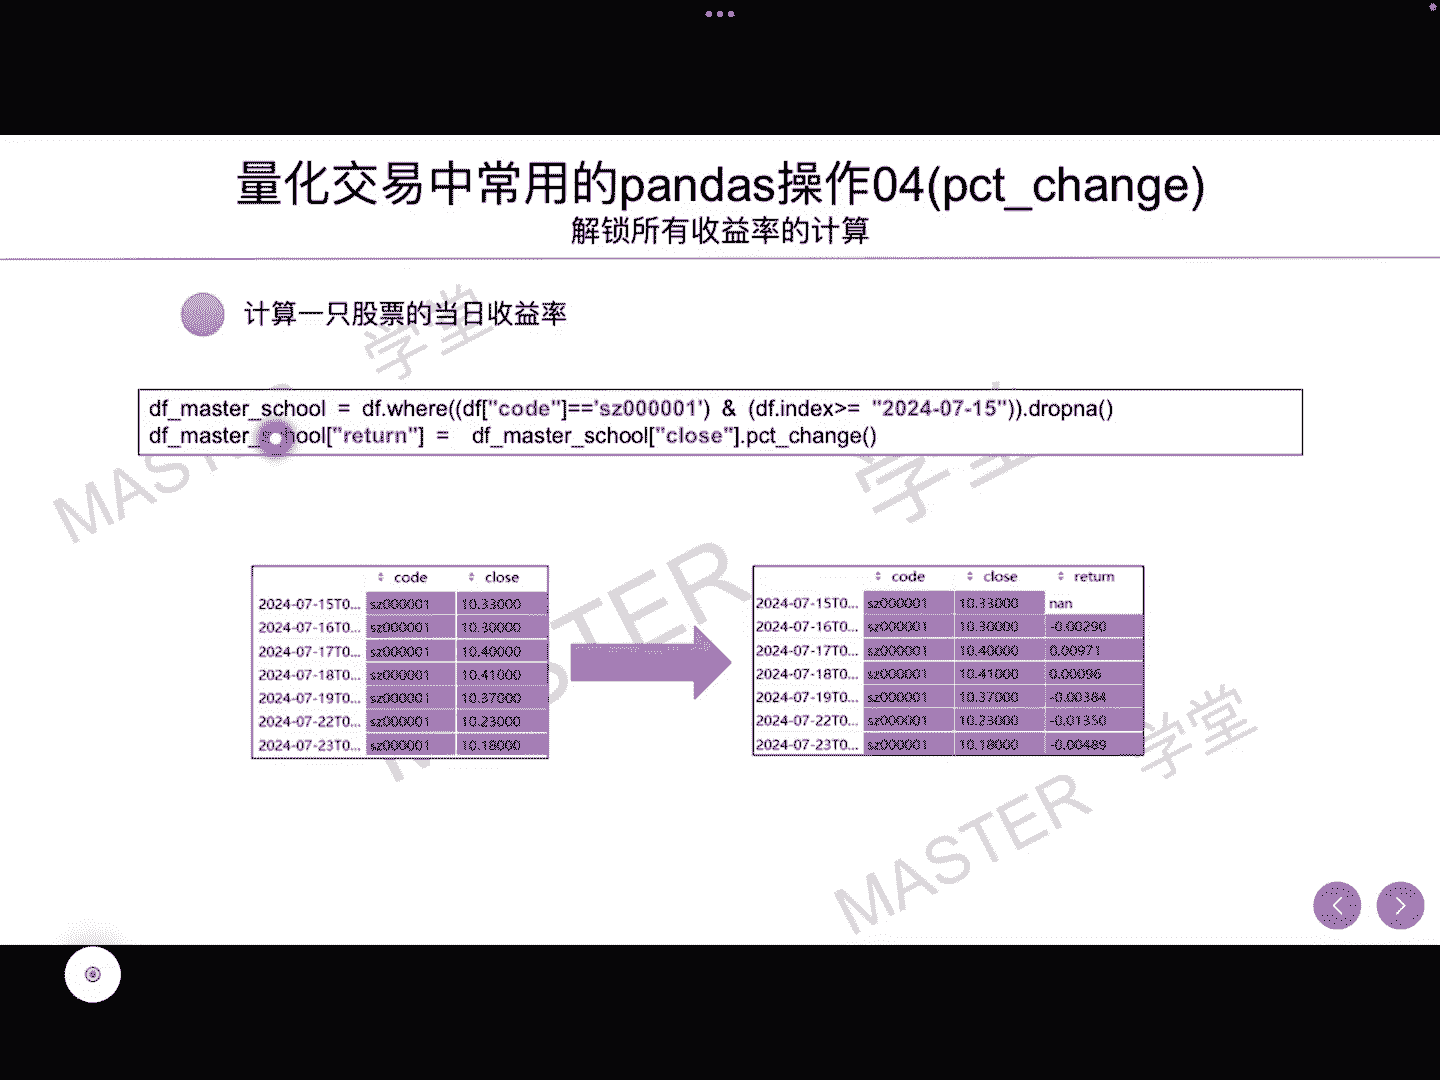 量化交易中常用的pandas操作04(pct_change)
解锁所有收益率的计算
计算一只股票的当日收益率
df_master_school = df.where((df["code"]=='sz000001') & (df.index>= "2024-07-15")).dropna()
df_master_school["return"] = df_master_school["close"].pct_change()
code close
2024-07-15T0... sz000001 10.33000
2024-07-16T0... sz000001 10.30000
2024-07-17T0... sz000001 10.40000
2024-07-18T0... sz000001 10.41000
2024-07-19T0... sz000001 10.37000
2024-07-22T0... sz000001 10.23000
2024-07-23T0... sz000001 10.18000
code close return
2024-07-15T0... sz000001 10.33000 nan
2024-07-16T0... sz000001 10.30000 -0.00290
2024-07-17T0... sz000001 10.40000 0.00971
2024-07-18T0... sz000001 10.41000 0.00096
2024-07-19T0... sz000001 10.37000 -0.00384
2024-07-22T0... sz000001 10.23000 -0.01350
2024-07-23T0... sz000001 10.18000 -0.00489
MASTER 学堂
MASTER 学堂
MASTER 学堂